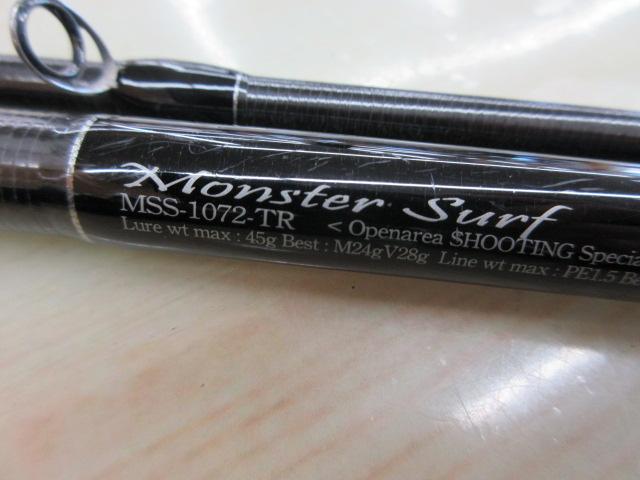 Monster Surf
MSS-1072-TR < Openarea SHOOTING Specia
Lure wt max : 45g Best : M24gV28g Line wt max : PE1.5 Be